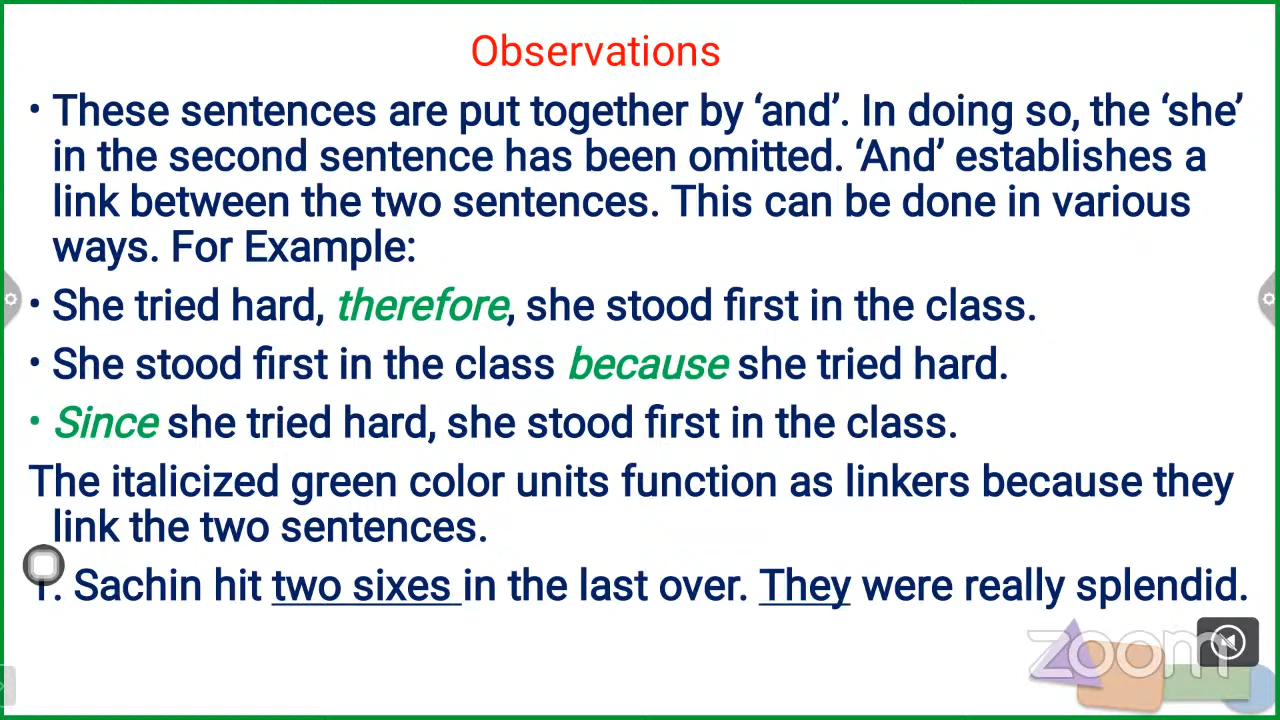 Observations
• These sentences are put together by ‘and’. In doing so, the ‘she’
in the second sentence has been omitted. ‘And’ establishes a
link between the two sentences. This can be done in various
ways. For Example:
• She tried hard, therefore, she stood first in the class.
• She stood first in the class because she tried hard.
• Since she tried hard, she stood first in the class.
The italicized green color units function as linkers because they
link the two sentences.
1. Sachin hit two sixes in the last over. They were really splendid.
zoom